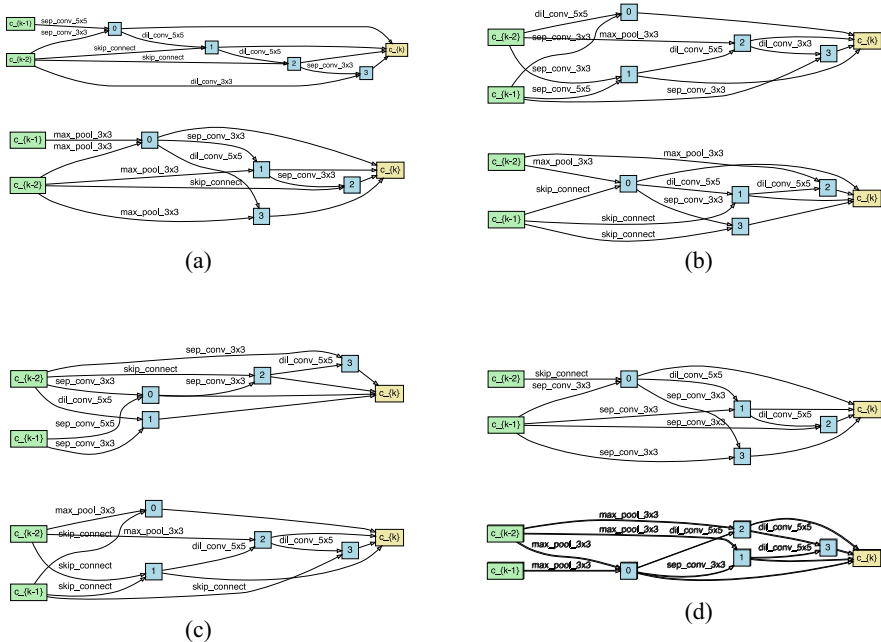 c_{k-1}
sep_conv_5x5
sep_conv_3x3
0
dil_conv_5x5
skip_connect
1
dil_conv_5x5
c_{k}
c_{k-2}
skip_connect
2
sep_conv_3x3
3
dil_conv_3x3
c_{k-1}
max_pool_3x3
max_pool_3x3
0
sep_conv_3x3
dil_conv_5x5
max_pool_3x3
1
sep_conv_3x3
c_{k}
c_{k-2}
skip_connect
2
max_pool_3x3
3
(a)
dil_conv_5x5
0
c_{k-2}
sep_conv_3x3
max_pool_3x3
2
c_{k}
dil_conv_5x5
dil_conv_3x3
3
sep_conv_3x3
1
c_{k-1}
sep_conv_5x5
sep_conv_3x3
c_{k-2}
max_pool_3x3
max_pool_3x3
0
dil_conv_5x5
dil_conv_5x5
2
skip_connect
1
c_{k}
sep_conv_3x3
c_{k-1}
skip_connect
3
skip_connect
(b)
sep_conv_3x3
3
dil_conv_5x5
c_{k-2}
skip_connect
2
sep_conv_3x3
0
sep_conv_3x3
c_{k}
dil_conv_5x5
1
sep_conv_5x5
c_{k-1}
sep_conv_3x3
max_pool_3x3
0
c_{k-2}
skip_connect
max_pool_3x3
2
c_{k}
dil_conv_5x5
dil_conv_5x5
3
skip_connect
1
c_{k-1}
skip_connect
skip_connect
(c)
c_{k-2}
skip_connect
0
sep_conv_3x3
dil_conv_5x5
sep_conv_3x3
sep_conv_3x3
1
c_{k}
c_{k-1}
dil_conv_5x5
sep_conv_3x3
2
sep_conv_3x3
3
max_pool_3x3
c_{k-2}
max_pool_3x3
dil_conv_5x5
2
dil_conv_5x5
max_pool_3x3
dil_conv_5x5
3
1
c_{k}
c_{k-1}
max_pool_3x3
0
sep_conv_3x3
(d)